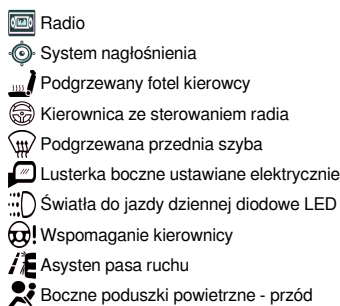 Radio
System nagłośnienia
Podgrzewany fotel kierowcy
Kierownica ze sterowaniem radia
Podgrzewana przednia szyba
Lusterka boczne ustawiane elektrycznie
Światła do jazdy dziennej diodowe LED
Wspomaganie kierownicy
Asysten pasa ruchu
Boczne poduszki powietrzne - przód